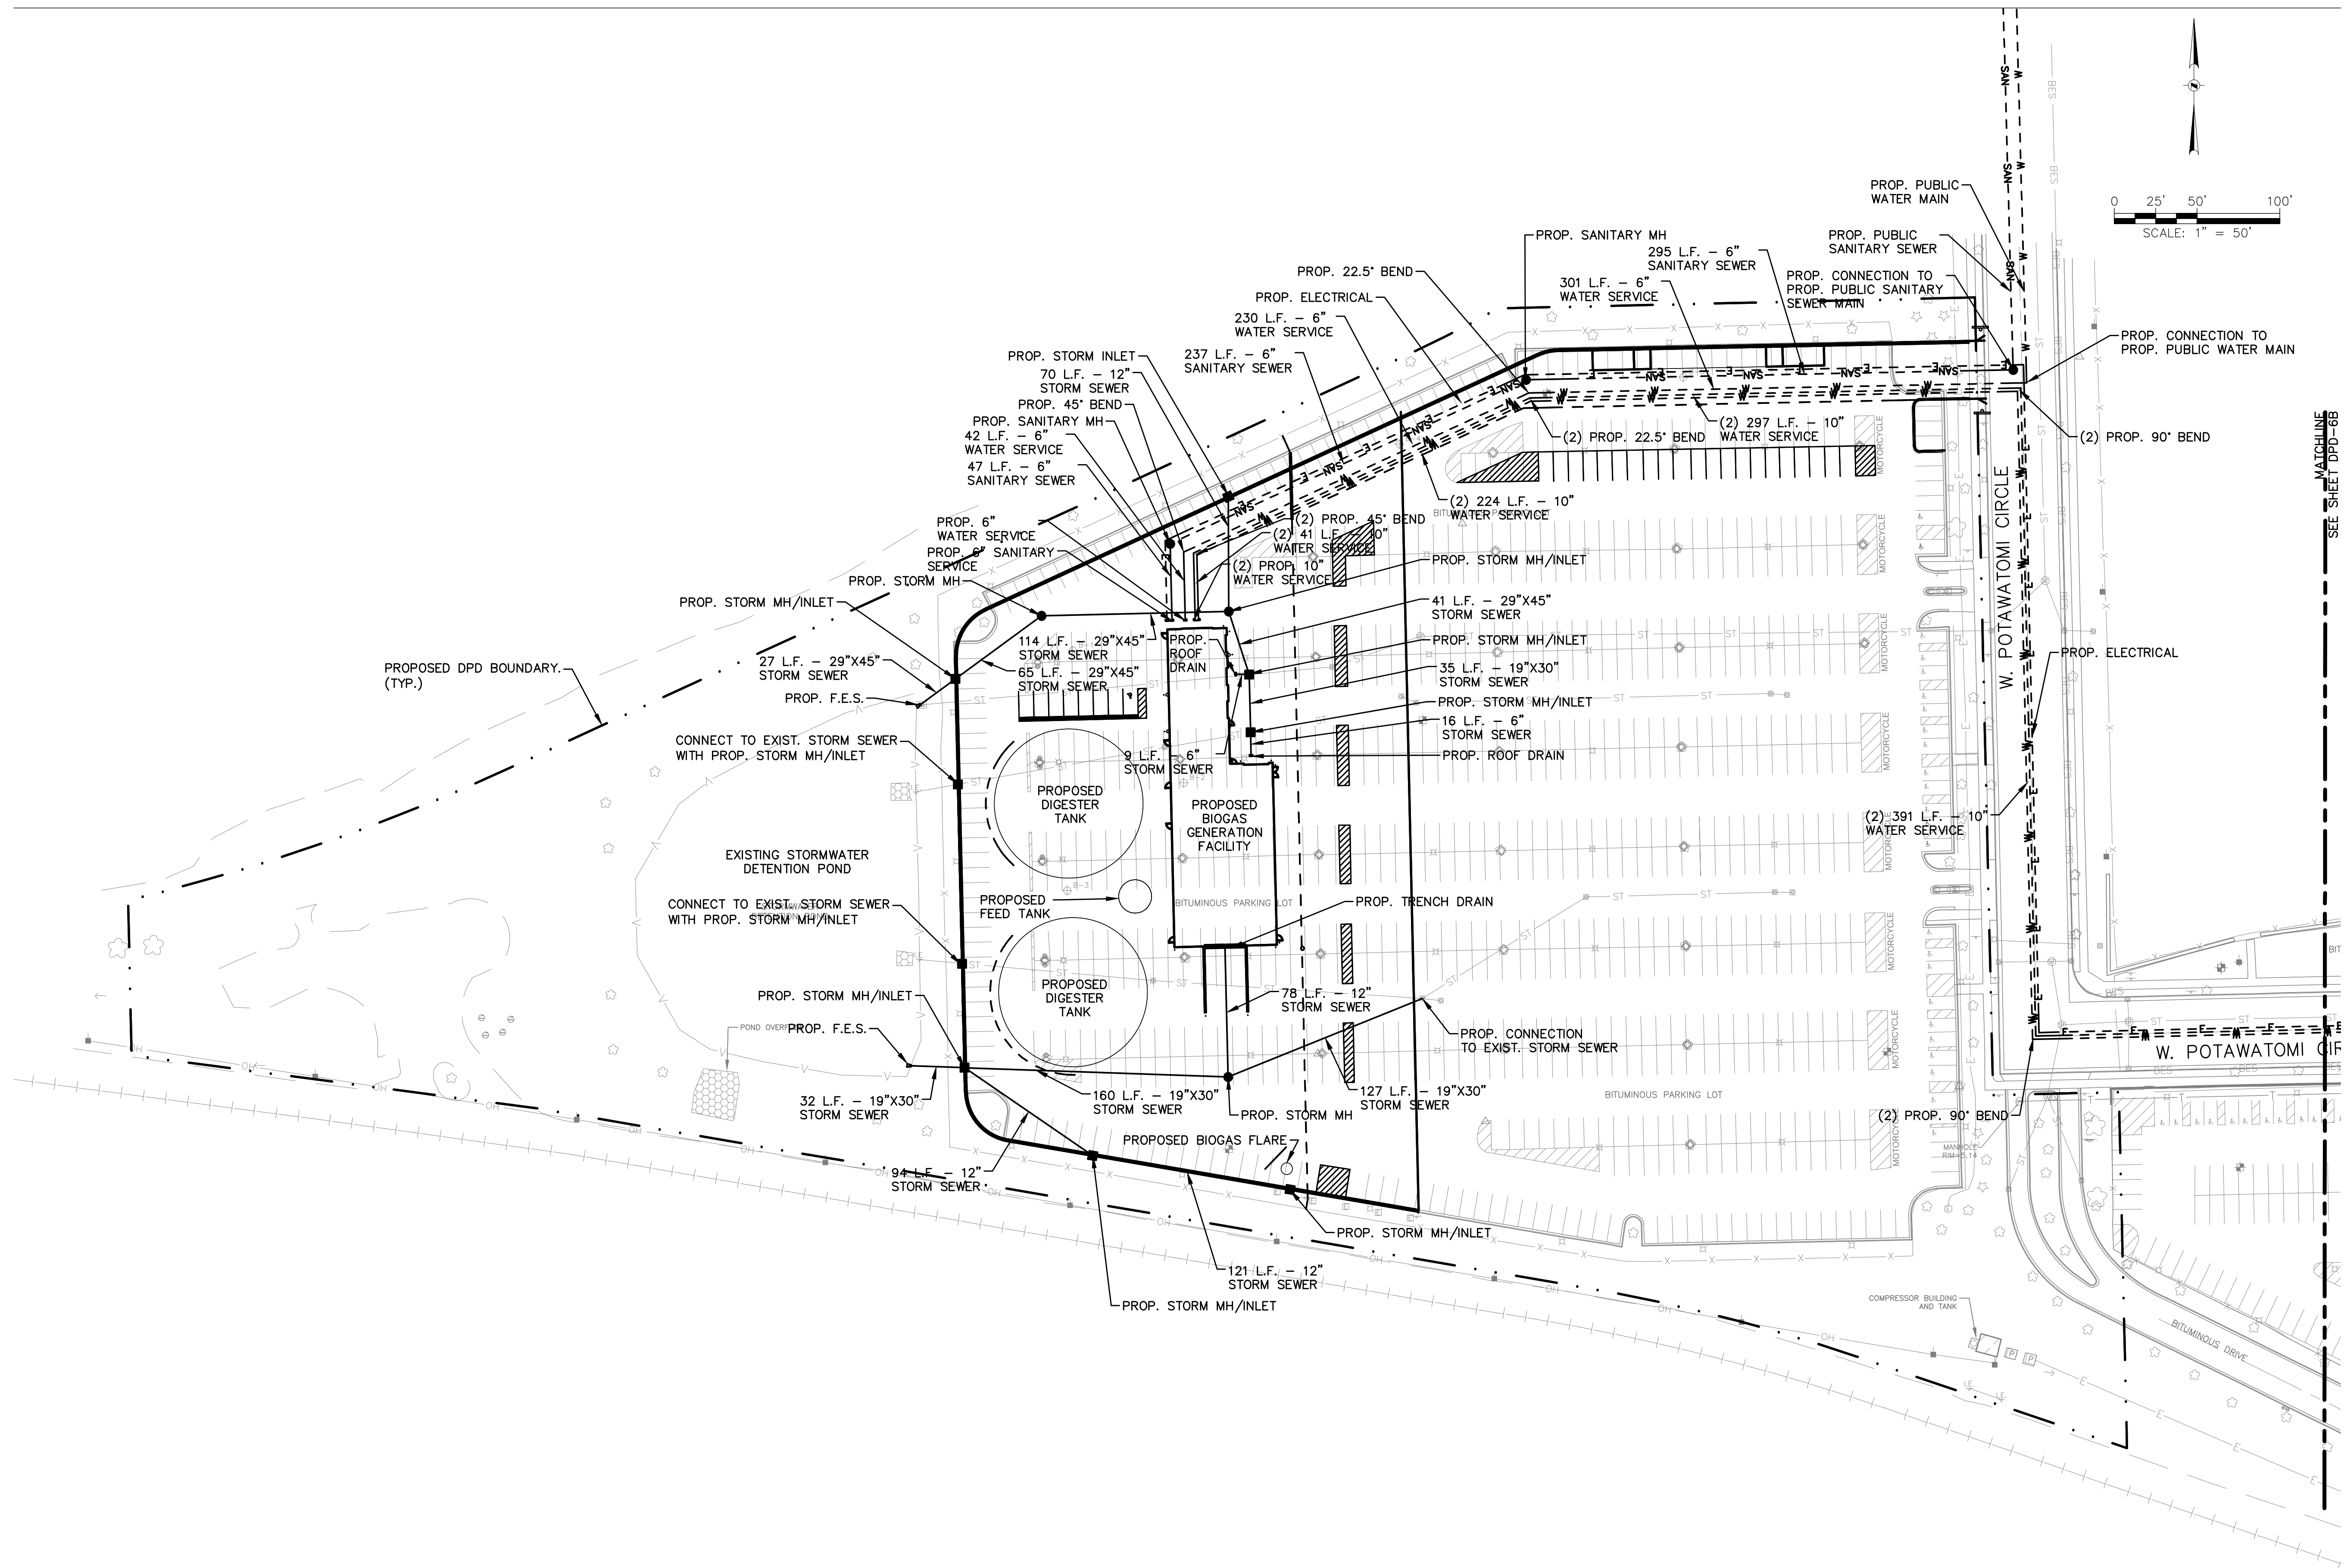 PROP. PUBLIC
WATER MAIN
0 25' 50' 100'
SCALE: 1" = 50'
PROP. SANITARY MH
PROP. PUBLIC
SANITARY SEWER
295 L.F. – 6"
SANITARY SEWER
PROP. 22.5° BEND
PROP. CONNECTION TO
PROP. PUBLIC SANITARY
SEWER MAIN
301 L.F. – 6"
WATER SERVICE
PROP. ELECTRICAL
230 L.F. – 6"
WATER SERVICE
PROP. CONNECTION TO
PROP. PUBLIC WATER MAIN
237 L.F. – 6"
SANITARY SEWER
PROP. STORM INLET
70 L.F. – 12"
STORM SEWER
PROP. 45° BEND
PROP. SANITARY MH
42 L.F. – 6"
WATER SERVICE
47 L.F. – 6"
SANITARY SEWER
(2) PROP. 22.5° BEND
(2) 297 L.F. – 10"
WATER SERVICE
(2) PROP. 90° BEND
MATCHLINE
SEE SHEET DPD-6B
W. POTAWATOMI CIRCLE
(2) 224 L.F. – 10"
WATER SERVICE
BITUMINOUS PARKING LOT
PROP. 6"
WATER SERVICE
PROP. 6" SANITARY
SERVICE
(2) PROP. 45° BEND
(2) 41 L.F. – 10"
WATER SERVICE
(2) PROP. 10"
WATER SERVICE
PROP. STORM MH/INLET
PROP. STORM MH
PROP. STORM MH/INLET
41 L.F. – 29"X45"
STORM SEWER
114 L.F. – 29"X45"
STORM SEWER
PROP.
ROOF
DRAIN
PROP. STORM MH/INLET
27 L.F. – 29"X45"
STORM SEWER
65 L.F. – 29"X45"
STORM SEWER
35 L.F. – 19"X30"
STORM SEWER
PROPOSED DPD BOUNDARY.
(TYP.)
PROP. ELECTRICAL
PROP. F.E.S.
PROP. STORM MH/INLET
16 L.F. – 6"
STORM SEWER
CONNECT TO EXIST. STORM SEWER
WITH PROP. STORM MH/INLET
9 L.F. – 6"
STORM SEWER
PROP. ROOF DRAIN
PROPOSED
DIGESTER
TANK
PROPOSED
BIOGAS
GENERATION
FACILITY
(2) 391 L.F. – 10"
WATER SERVICE
EXISTING STORMWATER
DETENTION POND
B-2
B-3
CONNECT TO EXIST. STORM SEWER
WITH PROP. STORM MH/INLET
PROPOSED
FEED TANK
BITUMINOUS PARKING LOT
PROP. TRENCH DRAIN
PROPOSED
DIGESTER
TANK
PROP. STORM MH/INLET
78 L.F. – 12"
STORM SEWER
POND OVERFLOW
PROP. F.E.S.
PROP. CONNECTION
TO EXIST. STORM SEWER
W. POTAWATOMI CIR
32 L.F. – 19"X30"
STORM SEWER
160 L.F. – 19"X30"
STORM SEWER
127 L.F. – 19"X30"
STORM SEWER
BITUMINOUS PARKING LOT
PROP. STORM MH
(2) PROP. 90° BEND
PROPOSED BIOGAS FLARE
94 L.F. – 12"
STORM SEWER
PROP. STORM MH/INLET
121 L.F. – 12"
STORM SEWER
PROP. STORM MH/INLET
COMPRESSOR BUILDING
AND TANK
BITUMINOUS DRIVE
MOTORCYCLE
MOTORCYCLE
MOTORCYCLE
MOTORCYCLE
MOTORCYCLE
MOTORCYCLE
MOTORCYCLE
MOTORCYCLE